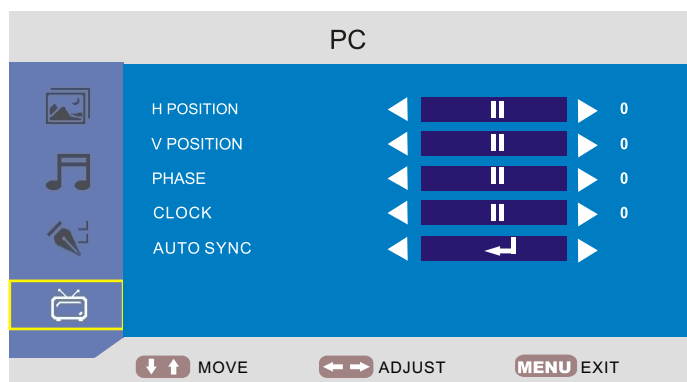 PC
H POSITION 0
V POSITION 0
PHASE 0
CLOCK 0
AUTO SYNC
MOVE ADJUST MENU EXIT